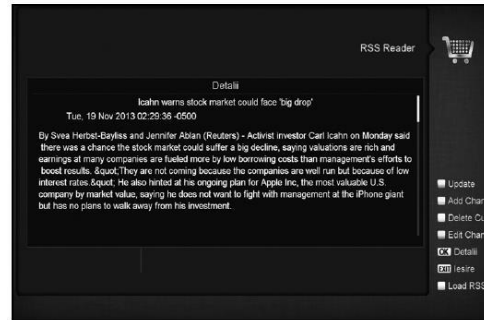 RSS Reader
Detalii
Icahn warns stock market could face 'big drop'
Tue, 19 Nov 2013 02:29:36 -0500
By Svea Herbst-Bayliss and Jennifer Ablan (Reuters) - Activist investor Carl Icahn on Monday said
there was a chance the stock market could suffer a big decline, saying valuations are rich and
earnings at many companies are fueled more by low borrowing costs than management's efforts to
boost results. &quot;They are not coming because the companies are well run but because of low
interest rates.&quot; He also hinted at his ongoing plan for Apple Inc, the most valuable U.S.
company by market value, saying he does not want to fight with management at the iPhone giant
but has no plans to walk away from his investment.
Update
Add Chan
Delete Cu
Edit Chan
OK Detalii
EXIT Iesire
Load RSS